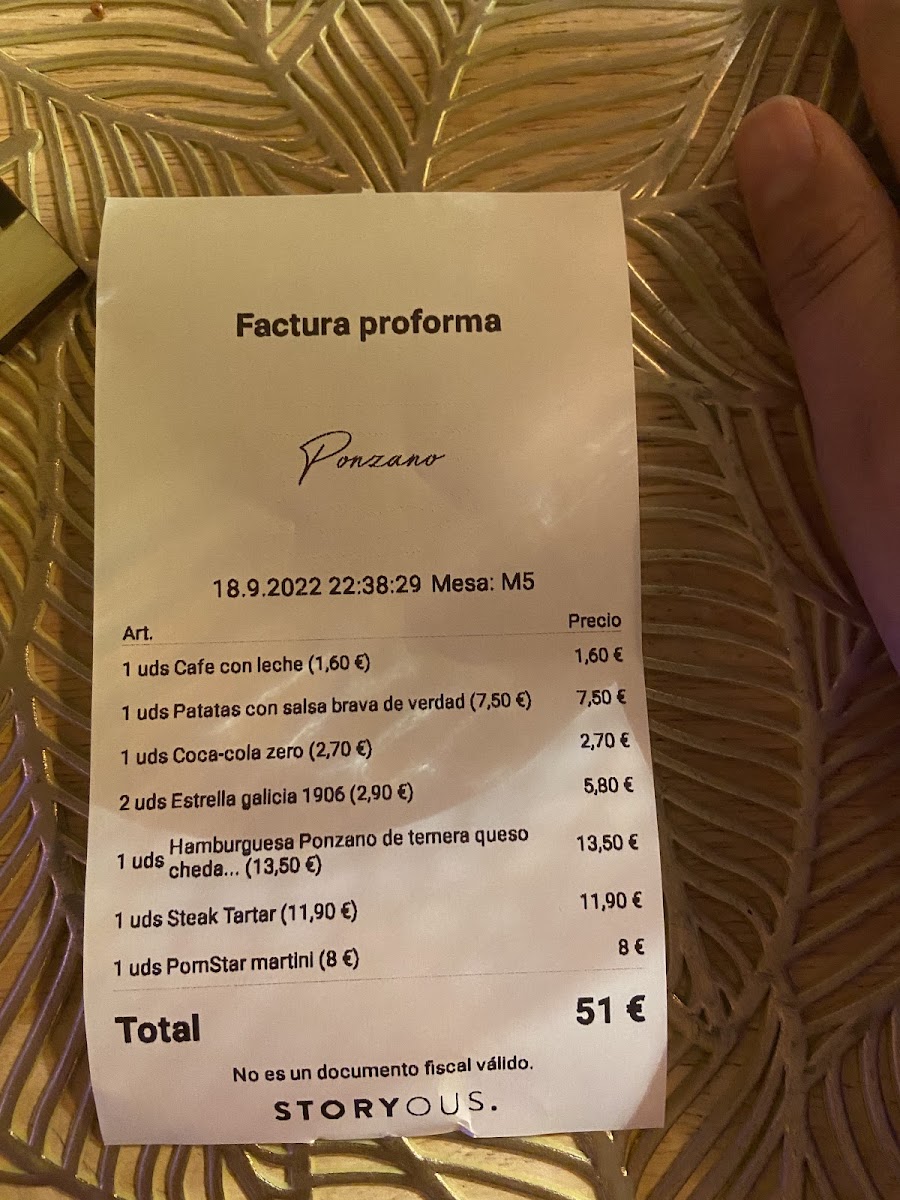 Factura proforma
Ponzano
18.9.2022 22:38:29 Mesa: M5
Art. Precio
1 uds Cafe con leche (1,60 €) 1,60 €
1 uds Patatas con salsa brava de verdad (7,50 €) 7,50 €
1 uds Coca-cola zero (2,70 €) 2,70 €
2 uds Estrella galicia 1906 (2,90 €) 5,80 €
1 uds Hamburguesa Ponzano de ternera queso
cheda... (13,50 €) 13,50 €
1 uds Steak Tartar (11,90 €) 11,90 €
1 uds PornStar martini (8 €) 8 €
Total 51 €
No es un documento fiscal válido.
STORYOUS.